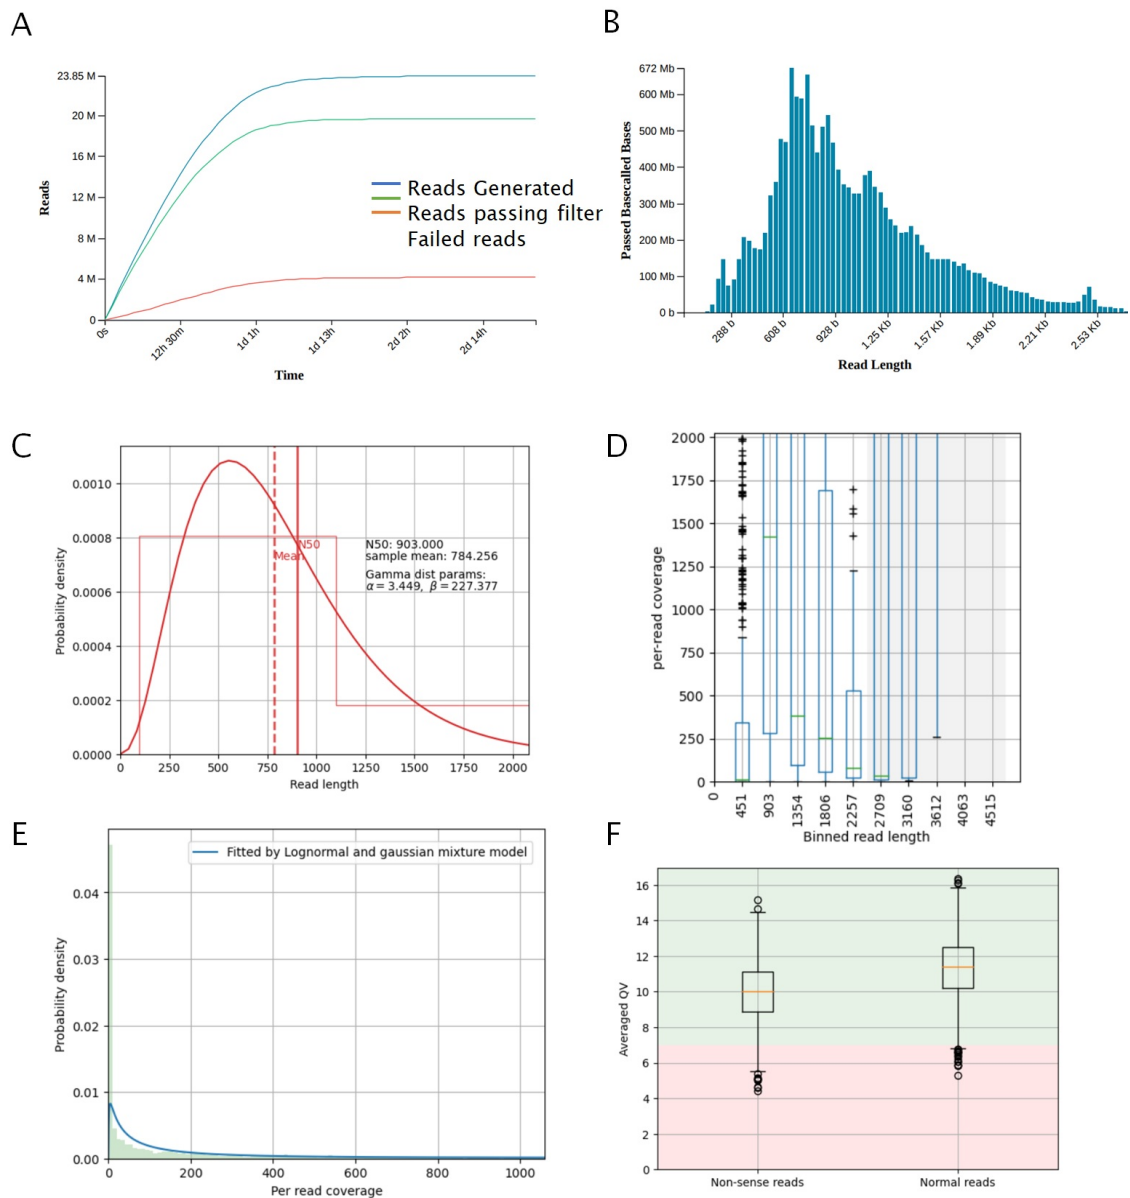 A
23.85 M
20 M
16 M
12 M
8 M
4 M
0
Reads
0s
12h 30m
1d 1h
1d 13h
2d 2h
2d 14h
Time
Reads Generated
Reads passing filter
Failed reads
B
672 Mb
600 Mb
500 Mb
400 Mb
300 Mb
200 Mb
100 Mb
0 b
Passed Basecalled Bases
288 b
608 b
928 b
1.25 Kb
1.57 Kb
1.89 Kb
2.21 Kb
2.53 Kb
Read Length
C
0.0010
0.0008
0.0006
0.0004
0.0002
0.0000
Probability density
N50
Mean
N50: 903.000
sample mean: 784.256
Gamma dist params:
α = 3.449, β = 227.377
0
250
500
750
1000
1250
1500
1750
2000
Read length
D
2000
1750
1500
1250
1000
750
500
250
0
per-read coverage
0
451
903
1354
1806
2257
2709
3160
3612
4063
4515
Binned read length
E
Fitted by Lognormal and gaussian mixture model
0.04
0.03
0.02
0.01
0.00
Probability density
0
200
400
600
800
1000
Per read coverage
F
16
14
12
10
8
6
4
2
0
Averaged QV
Non-sense reads
Normal reads